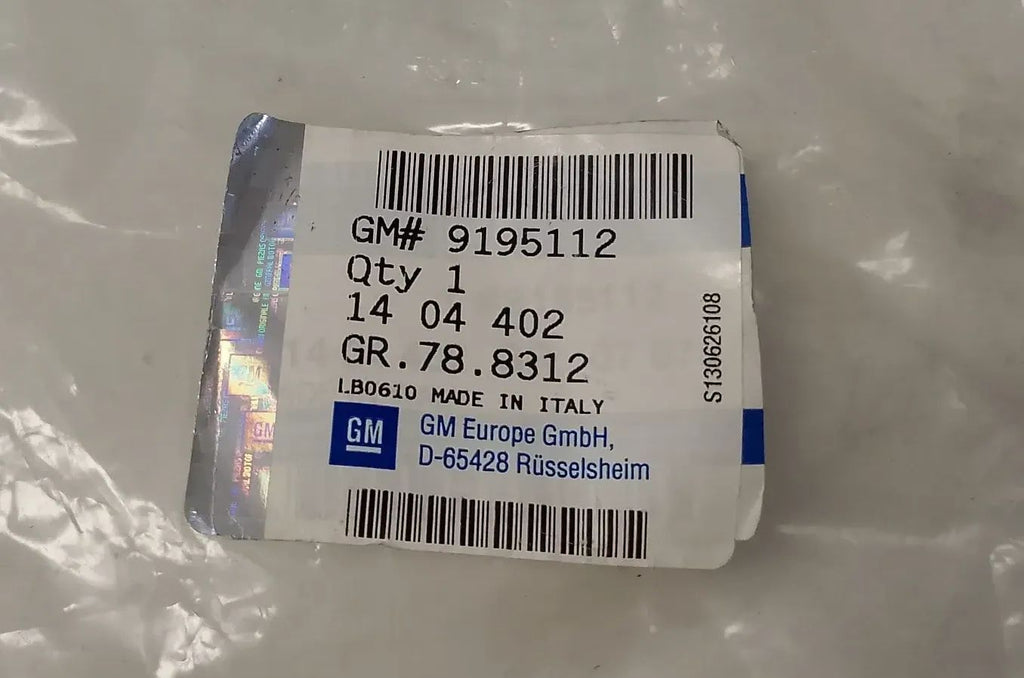 GM# 9195112
Qty 1
14 04 402
GR.78.8312
LB0610 MADE IN ITALY
GM
GM Europe GmbH,
D-65428 Rüsselsheim
S130626108
GM